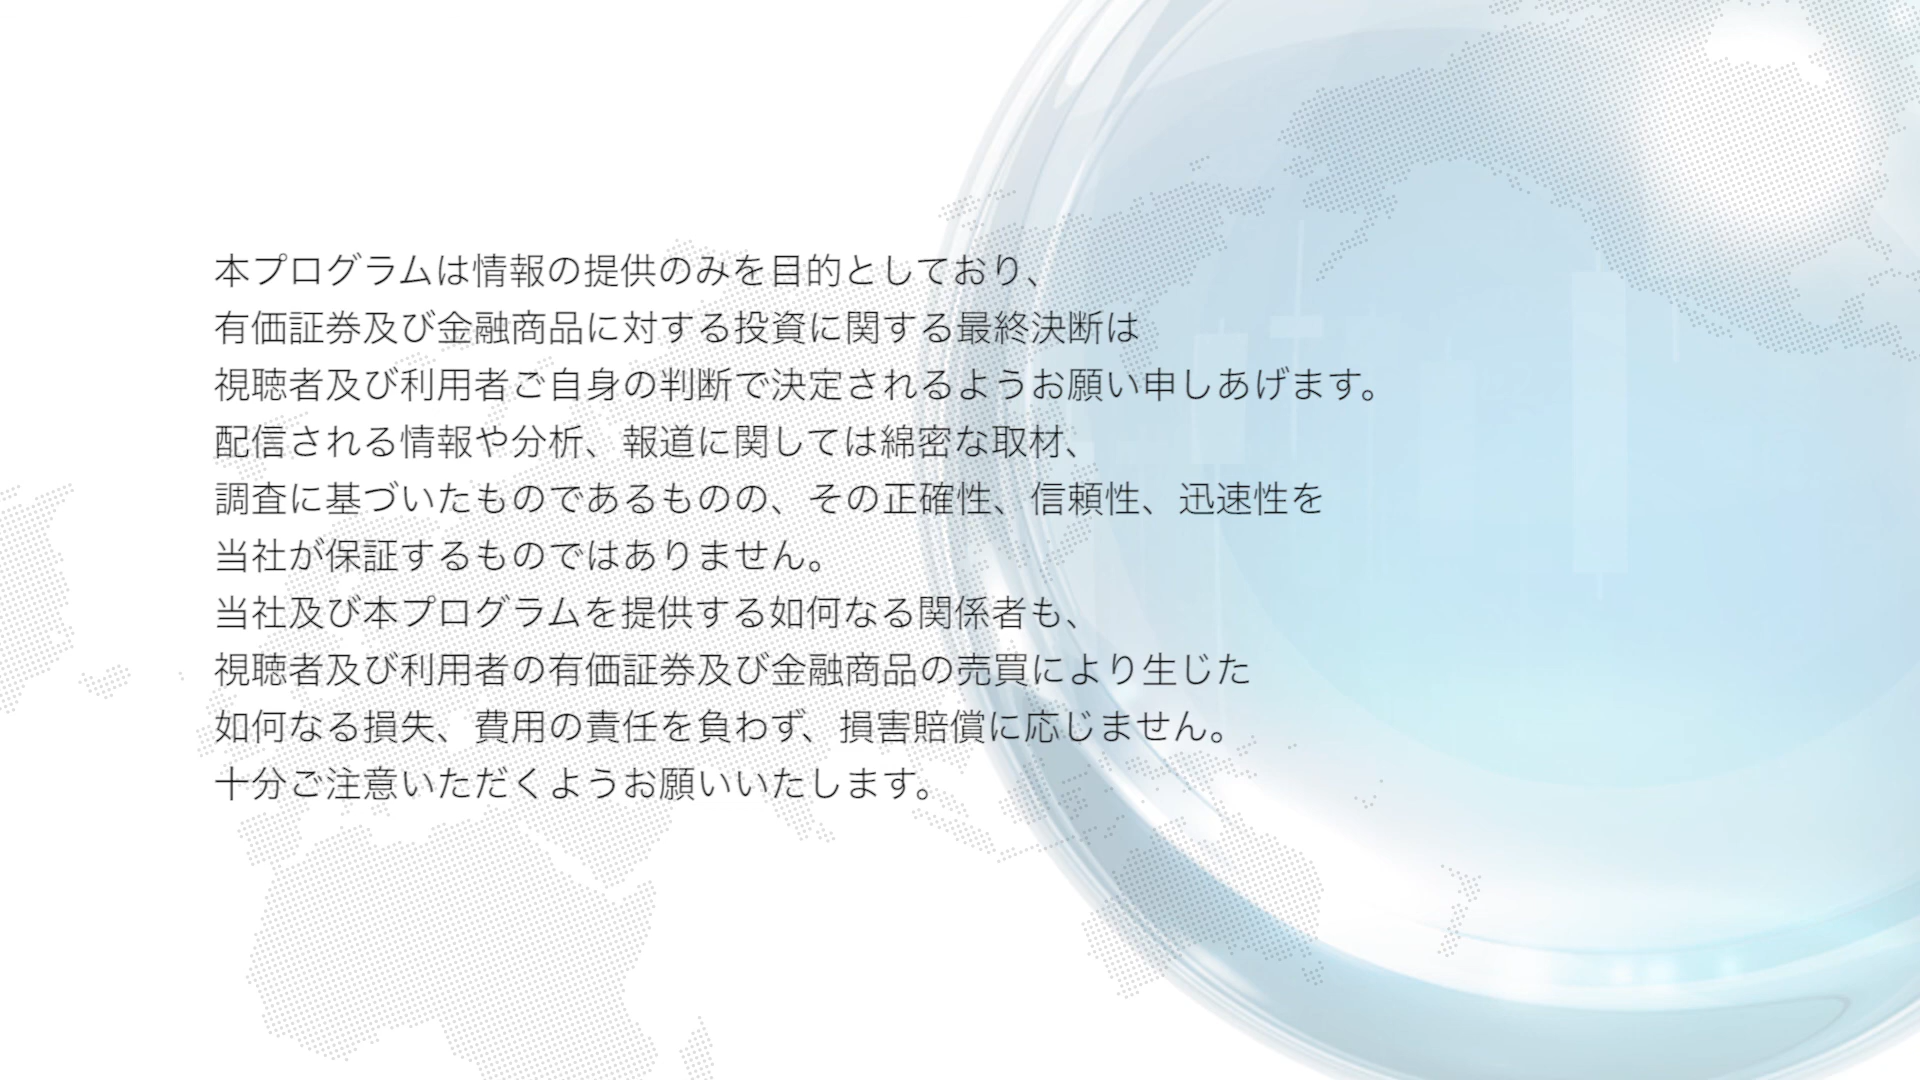 本プログラムは情報の提供のみを目的としており、
有価証券及び金融商品に対する投資に関する最終決断は
視聴者及び利用者ご自身の判断で決定されるようお願い申しあげます。
配信される情報や分析、報道に関しては綿密な取材、
調査に基づいたものであるものの、その正確性、信頼性、迅速性を
当社が保証するものではありません。
当社及び本プログラムを提供する如何なる関係者も、
視聴者及び利用者の有価証券及び金融商品の売買により生じた
如何なる損失、費用の責任を負わず、損害賠償に応じません。
十分ご注意いただくようお願いいたします。